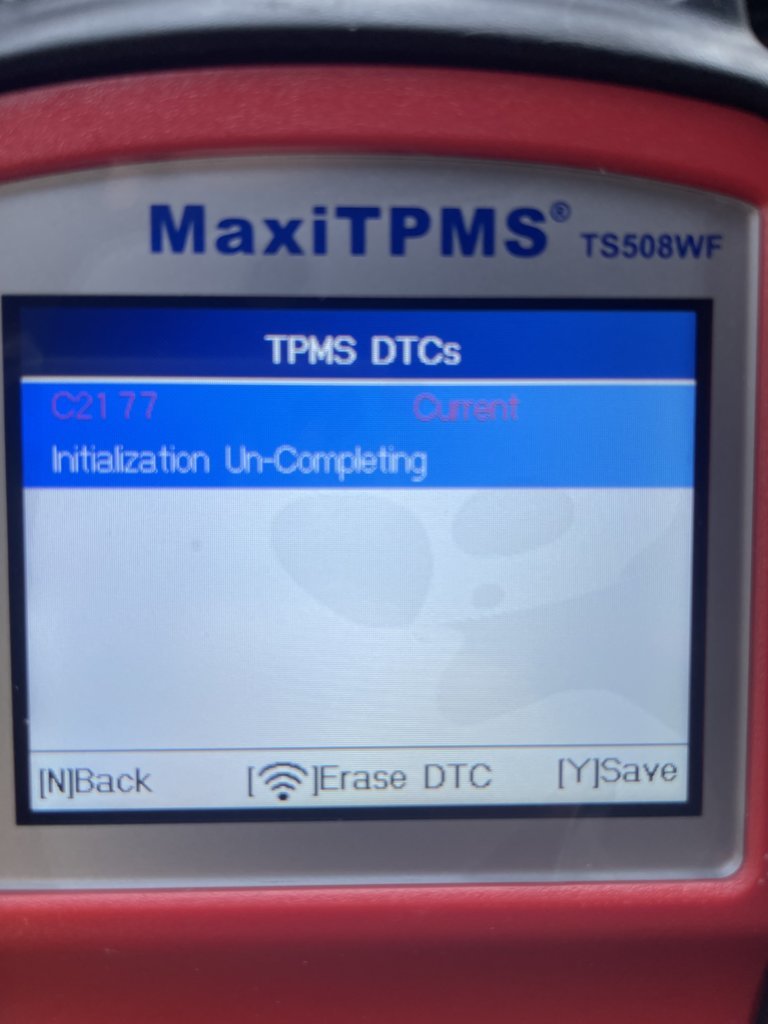 MaxiTPMS® TS508WF
TPMS DTCs
C2177 Current
Initialization Un-Completing
[N]Back []Erase DTC [Y]Save